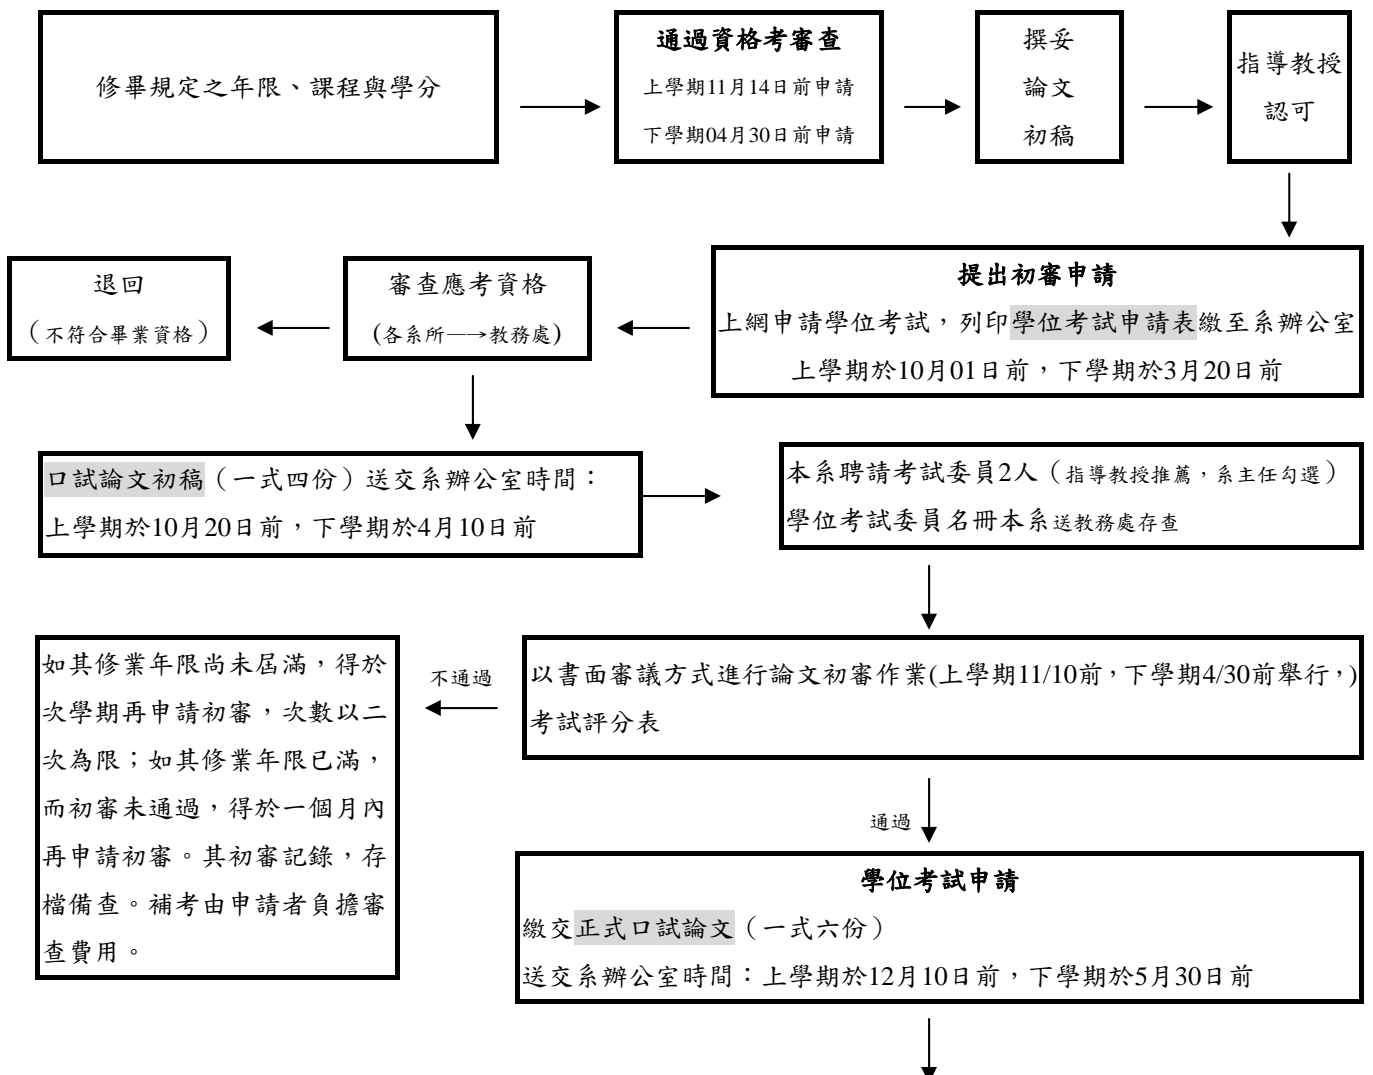 修畢規定之年限、課程與學分
通過資格考審查
上學期11月14日前申請
下學期04月30日前申請
撰妥
論文
初稿
指導教授
認可
提出初審申請
上網申請學位考試，列印學位考試申請表繳至系辦公室
上學期於10月01日前，下學期於3月20日前
審查應考資格
(各系所—→教務處)
退回
（不符合畢業資格）
口試論文初稿（一式四份）送交系辦公室時間：
上學期於10月20日前，下學期於4月10日前
本系聘請考試委員2人（指導教授推薦，系主任勾選）
學位考試委員名冊本系送教務處存查
以書面審議方式進行論文初審作業(上學期11/10前，下學期4/30前舉行，)
考試評分表
不通過
如其修業年限尚未屆滿，得於
次學期再申請初審，次數以二
次為限；如其修業年限已滿，
而初審未通過，得於一個月內
再申請初審。其初審記錄，存
檔備查。補考由申請者負擔審
查費用。
通過
學位考試申請
繳交正式口試論文（一式六份）
送交系辦公室時間：上學期於12月10日前，下學期於5月30日前